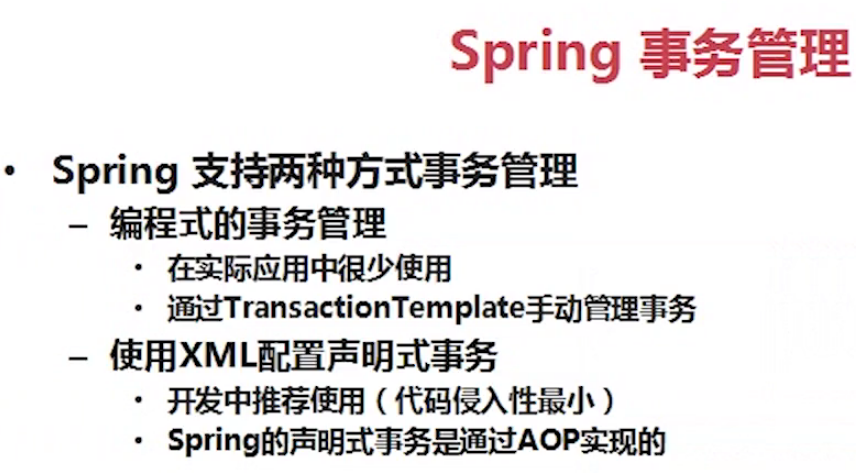 Spring 事务管理
• Spring 支持两种方式事务管理
– 编程式的事务管理
• 在实际应用中很少使用
• 通过TransactionTemplate手动管理事务
– 使用XML配置声明式事务
• 开发中推荐使用（代码侵入性最小）
• Spring的声明式事务是通过AOP实现的